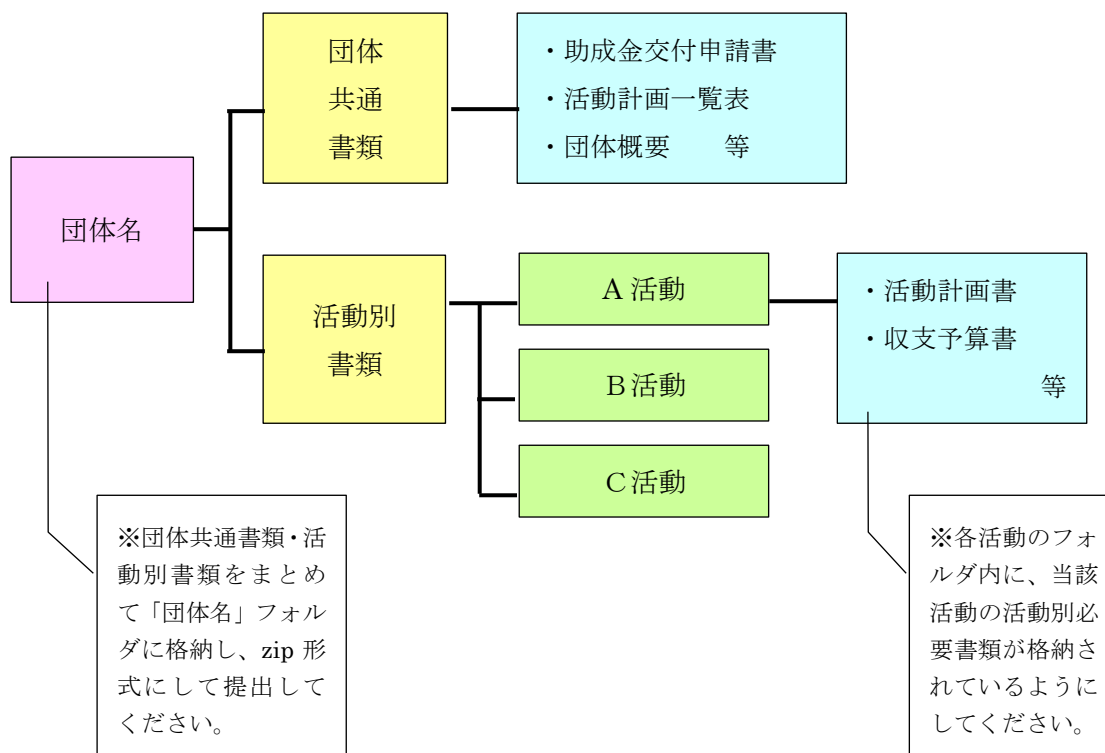 団体
共通
書類
・助成金交付申請書
・活動計画一覧表
・団体概要　　等
団体名
活動別
書類
A 活動
B活動
C活動
・活動計画書
・収支予算書
等
※団体共通書類・活
動別書類をまとめ
て「団体名」フォル
ダに格納し、zip 形
式にして提出して
ください。
※各活動のフォ
ルダ内に、当該
活動の活動別必
要書類が格納さ
れているように
してください。